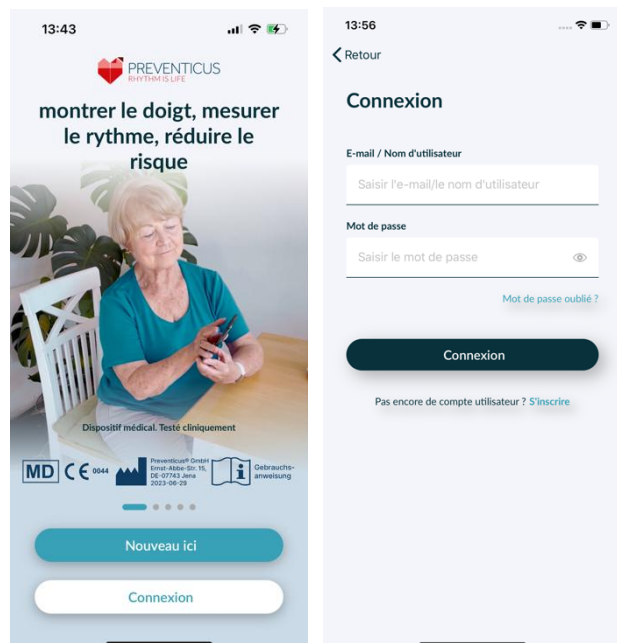 13:43
PREVENTICUS
RHYTHM IS LIFE
montrer le doigt, mesurer
le rythme, réduire le
risque
Dispositif médical. Testé cliniquement
MD CE 0044
Preventicus® GmbH
Ernst-Abbe-Str. 15,
DE-07743 Jena
2023-06-29
Gebrauchs-
anweisung
Nouveau ici
Connexion
13:56
Retour
Connexion
E-mail / Nom d'utilisateur
Saisir l'e-mail/le nom d'utilisateur
Mot de passe
Saisir le mot de passe
Mot de passe oublié ?
Connexion
Pas encore de compte utilisateur ? S'inscrire